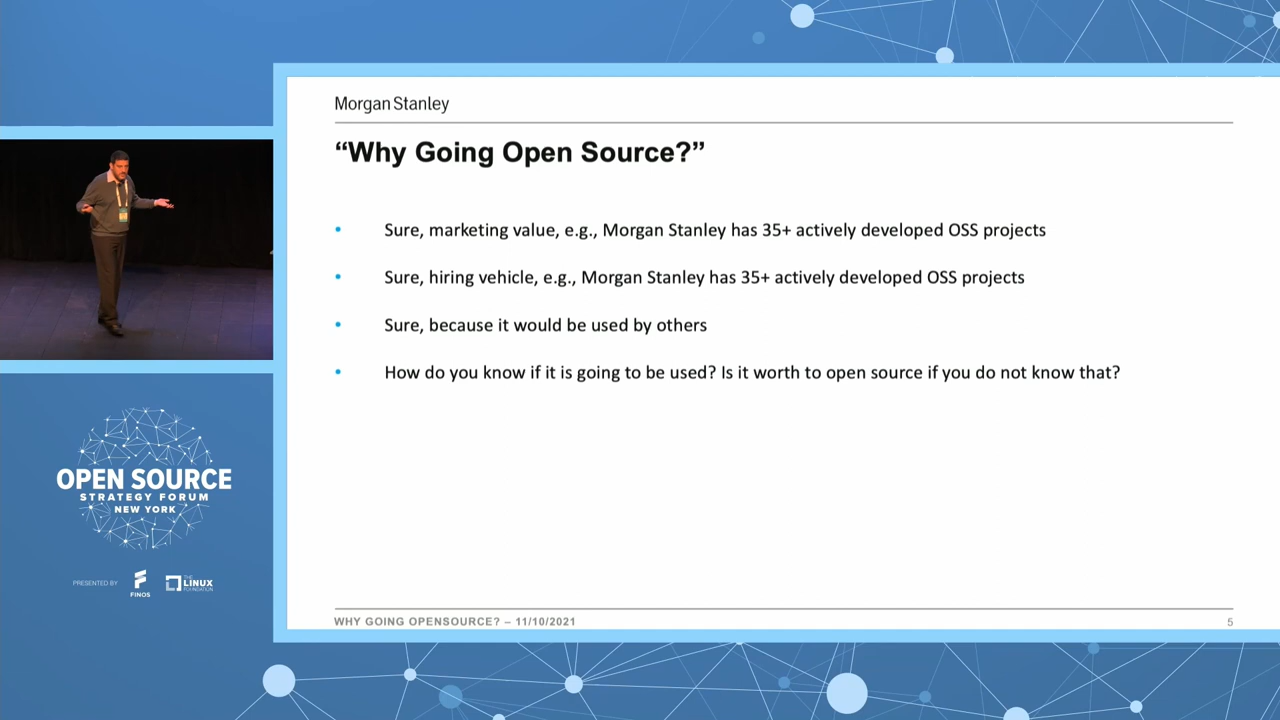 Morgan Stanley
“Why Going Open Source?”
• Sure, marketing value, e.g., Morgan Stanley has 35+ actively developed OSS projects
• Sure, hiring vehicle, e.g., Morgan Stanley has 35+ actively developed OSS projects
• Sure, because it would be used by others
• How do you know if it is going to be used? Is it worth to open source if you do not know that?
WHY GOING OPENSOURCE? – 11/10/2021
5
OPEN SOURCE
STRATEGY FORUM
NEW YORK
PRESENTED BY
FINOS
THE
LINUX
FOUNDATION